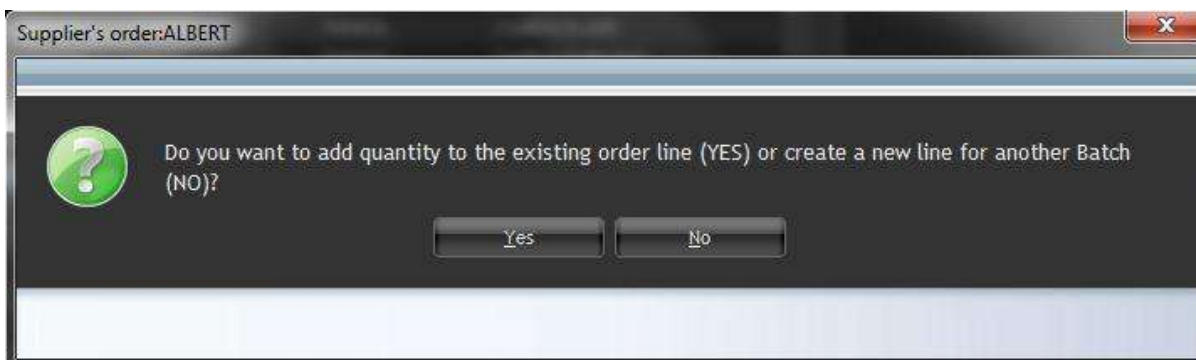 Supplier's order:ALBERT
Do you want to add quantity to the existing order line (YES) or create a new line for another Batch
(NO)?
Yes
No